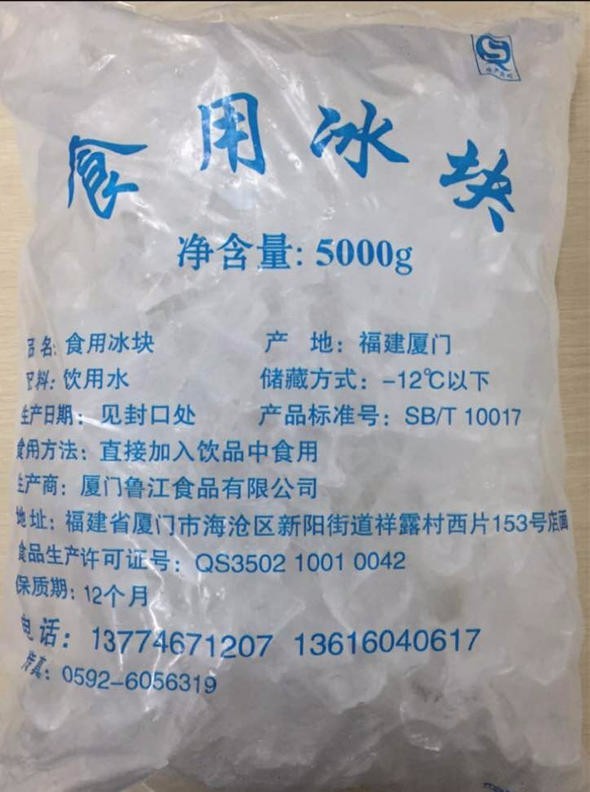 食用冰块
净含量: 5000g
品名: 食用冰块 产 地: 福建厦门
配料: 饮用水 储藏方式: -12℃以下
生产日期: 见封口处 产品标准号: SB/T 10017
食用方法: 直接加入饮品中食用
生产商: 厦门鲁江食品有限公司
地址: 福建省厦门市海沧区新阳街道祥露村西片153号店面
食品生产许可证号: QS3502 1001 0042
保质期: 12个月
电话: 13774671207 13616040617
传真: 0592-6056319